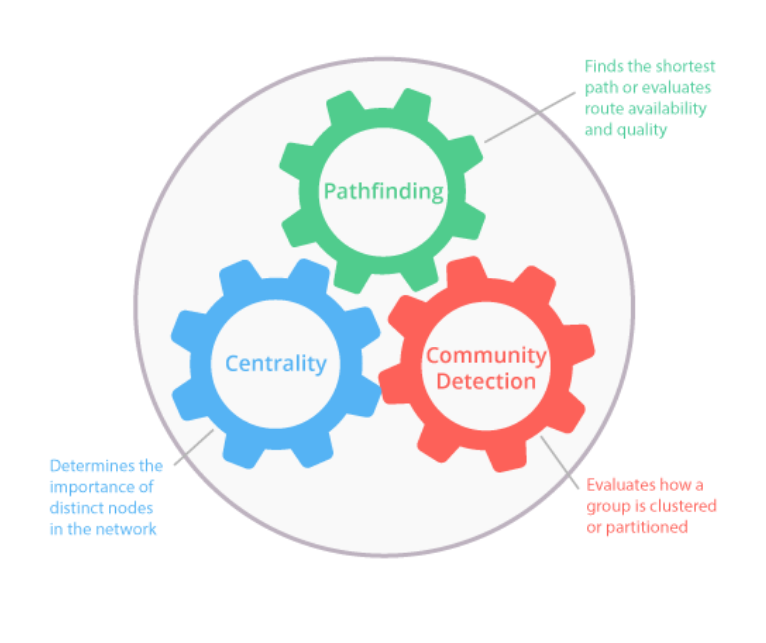 Finds the shortest
path or evaluates
route availability
and quality
Pathfinding
Centrality
Community
Detection
Determines the
importance of
distinct nodes
in the network
Evaluates how a
group is clustered
or partitioned